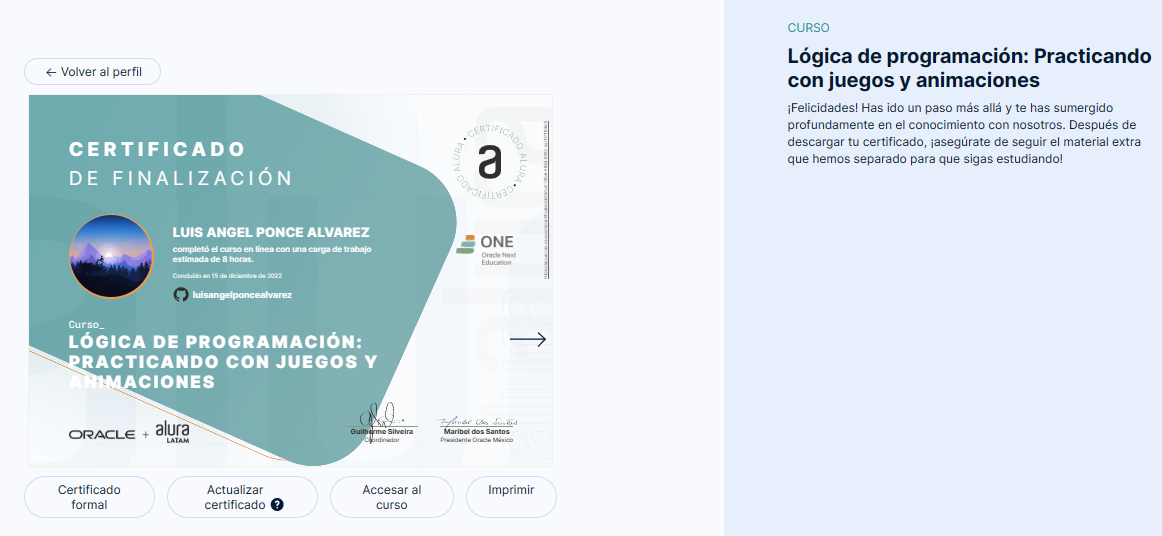 ← Volver al perfil
CERTIFICADO
DE FINALIZACIÓN
CERTIFICADO ALURA • CERTIFICADO ALURA •
a
LUIS ANGEL PONCE ALVAREZ
completó el curso en línea con una carga de trabajo
estimada de 8 horas.
Concluido en 15 de diciembre de 2022
luisangelponcealvarez
ONE
Oracle Next
Education
Curso_
LÓGICA DE PROGRAMACIÓN:
PRACTICANDO CON JUEGOS Y
ANIMACIONES
ORACLE + alura
LATAM
Guilherme Silveira
Coordinador
Maribel dos Santos
Maribel dos Santos
Presidente Oracle México
Certificado
formal
Actualizar
certificado ?
Accesar al
curso
Imprimir
CURSO
Lógica de programación: Practicando
con juegos y animaciones
¡Felicidades! Has ido un paso más allá y te has sumergido
profundamente en el conocimiento con nosotros. Después de
descargar tu certificado, ¡asegúrate de seguir el material extra
que hemos separado para que sigas estudiando!